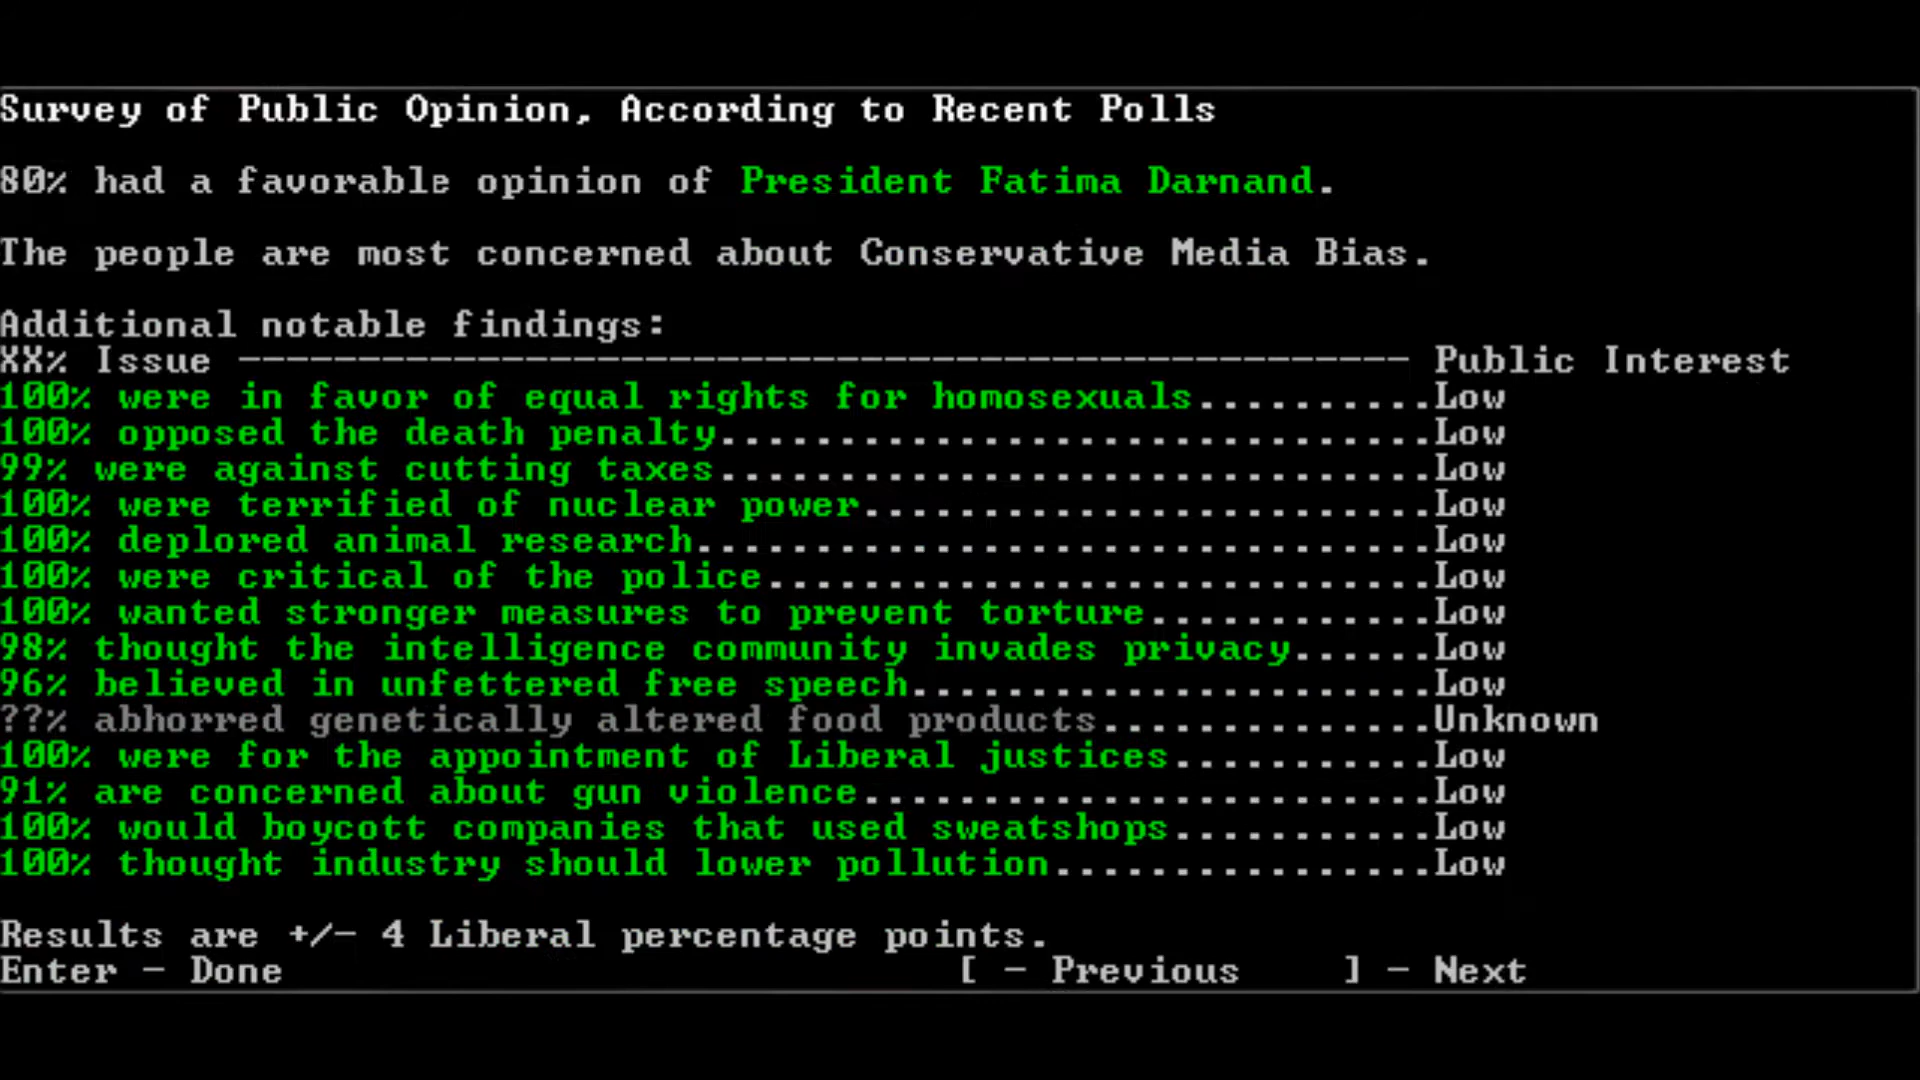 Survey of Public Opinion, According to Recent Polls
80% had a favorable opinion of President Fatima Darnand.
The people are most concerned about Conservative Media Bias.
Additional notable findings:
XX% Issue ------------------------------------------------- Public Interest
100% were in favor of equal rights for homosexuals..........Low
100% opposed the death penalty..............................Low
99% were against cutting taxes..............................Low
100% were terrified of nuclear power........................Low
100% deplored animal research...............................Low
100% were critical of the police............................Low
100% wanted stronger measures to prevent torture............Low
98% thought the intelligence community invades privacy......Low
96% believed in unfettered free speech......................Low
??% abhorred genetically altered food products..............Unknown
100% were for the appointment of Liberal justices...........Low
91% are concerned about gun violence........................Low
100% would boycott companies that used sweatshops...........Low
100% thought industry should lower pollution................Low
Results are +/- 4 Liberal percentage points.
Enter - Done [ - Previous ] - Next